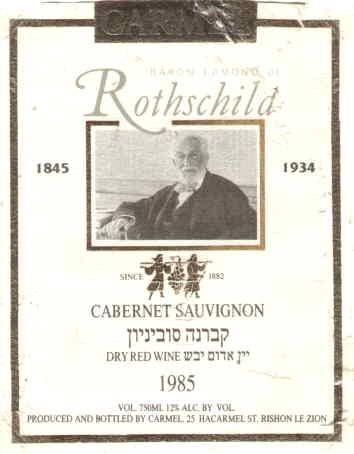 CARMEL
BARON EDMOND DE
Rothschild
1845 1934
SINCE 1882
CABERNET SAUVIGNON
קברנה סוביניון
DRY RED WINE יין אדום יבש
1985
VOL. 750ML 12% ALC. BY VOL.
PRODUCED AND BOTTLED BY CARMEL 25 HACARMEL ST. RISHON LE ZION